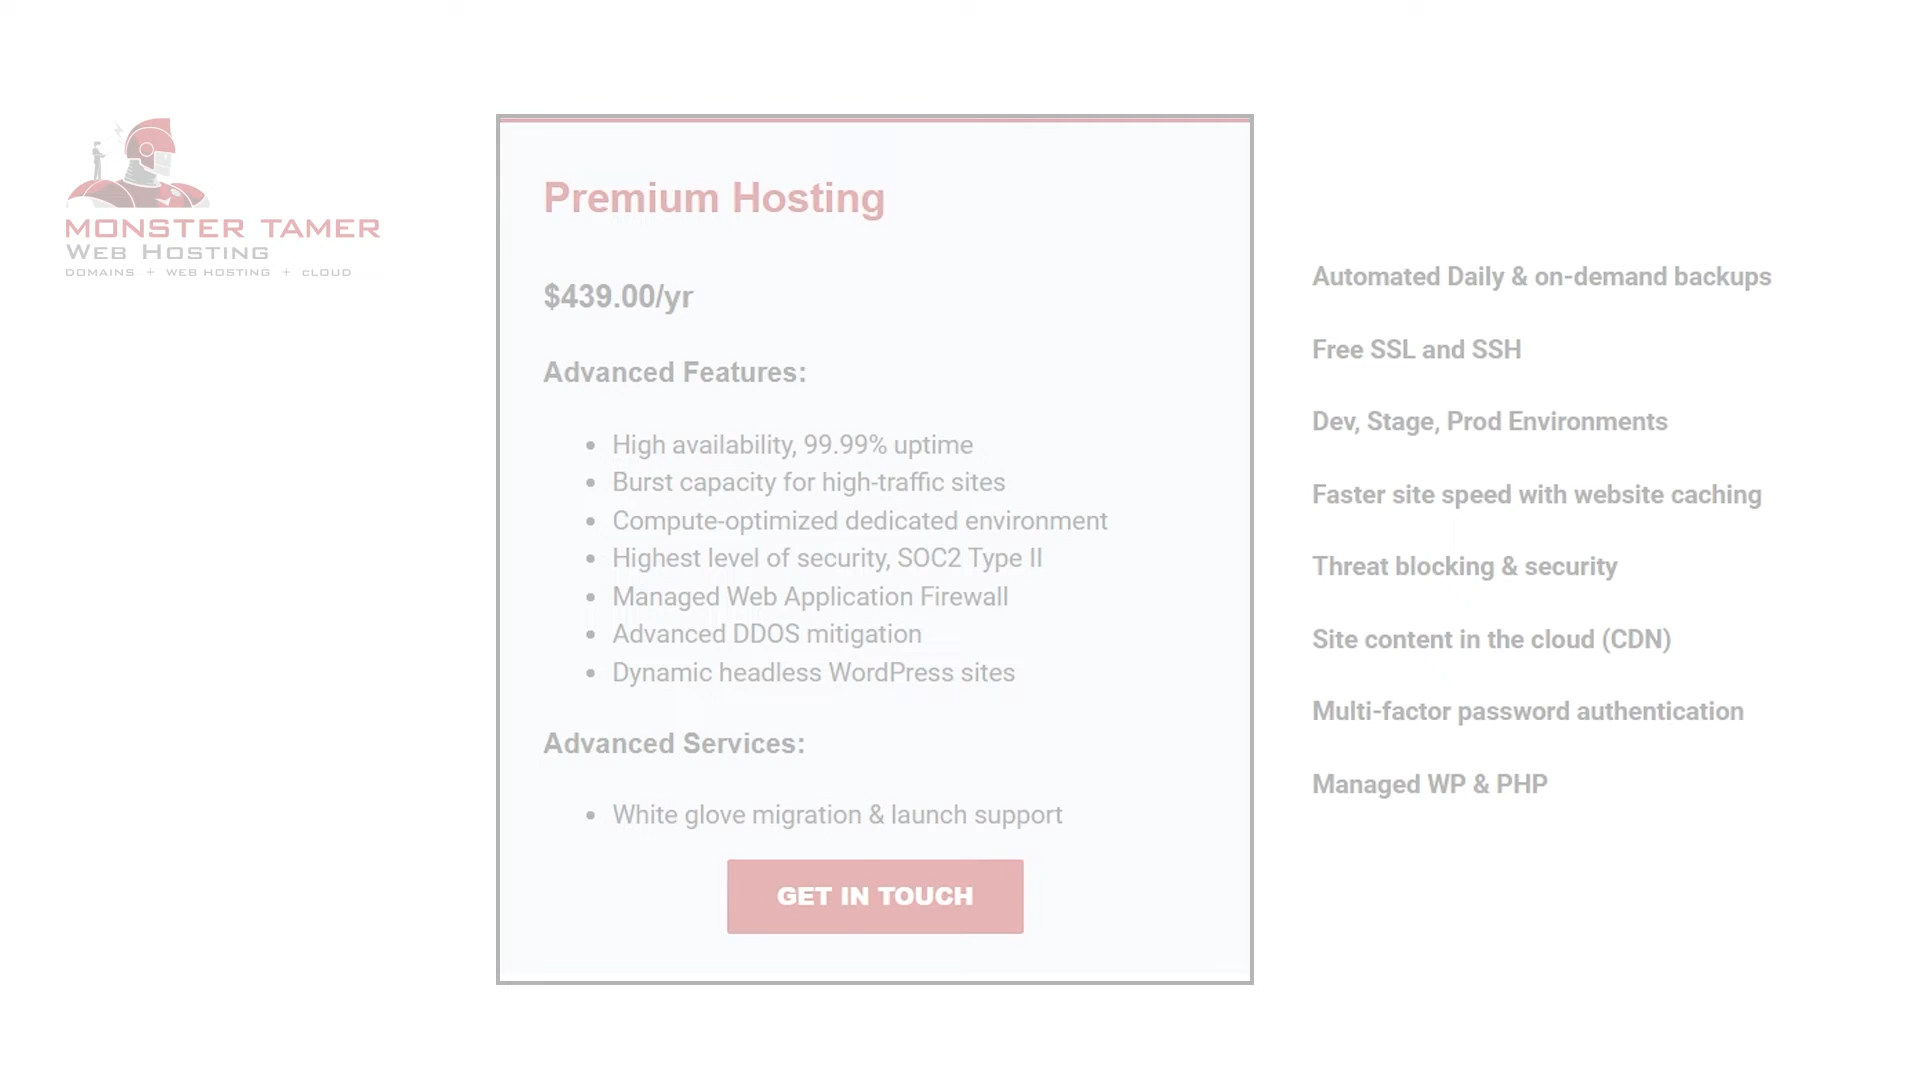 MONSTER TAMER
WEB HOSTING
DOMAINS + WEB HOSTING + cLOUD
Premium Hosting
$439.00/yr
Advanced Features:
• High availability, 99.99% uptime
• Burst capacity for high-traffic sites
• Compute-optimized dedicated environment
• Highest level of security, SOC2 Type II
• Managed Web Application Firewall
• Advanced DDOS mitigation
• Dynamic headless WordPress sites
Advanced Services:
• White glove migration & launch support
GET IN TOUCH
Automated Daily & on-demand backups
Free SSL and SSH
Dev, Stage, Prod Environments
Faster site speed with website caching
Threat blocking & security
Site content in the cloud (CDN)
Multi-factor password authentication
Managed WP & PHP